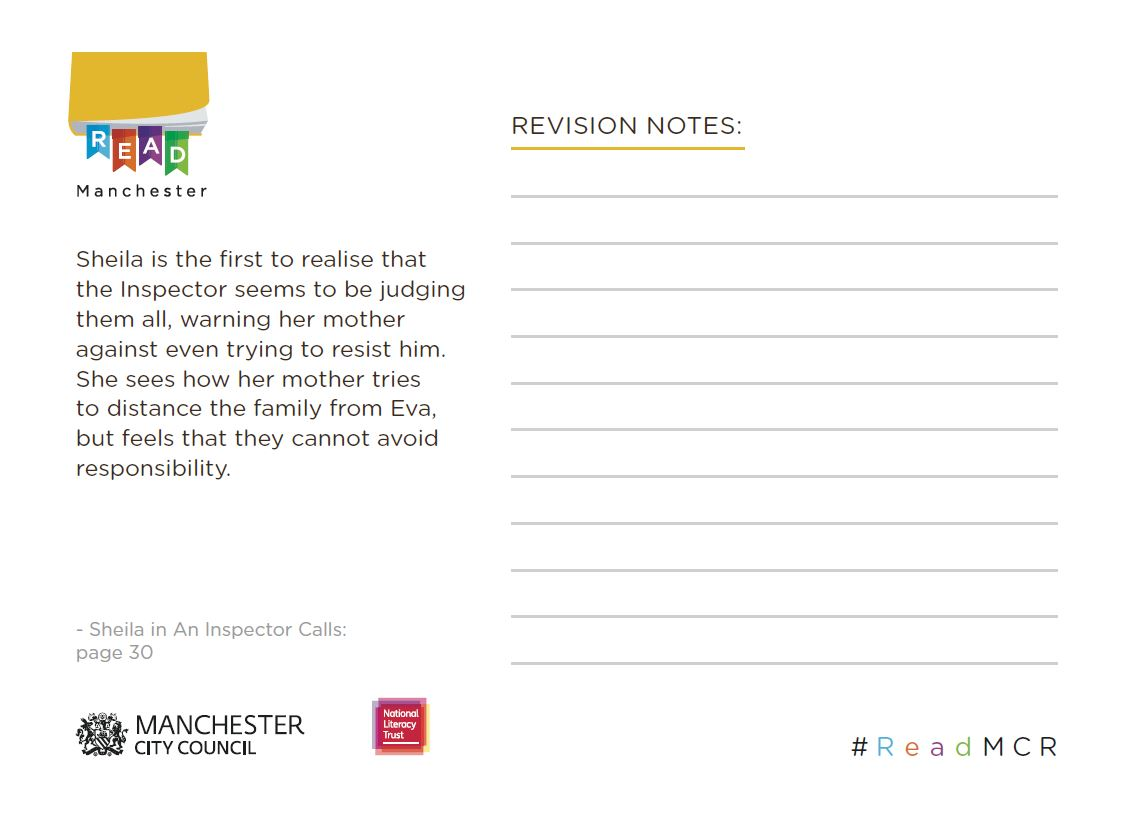 READ
Manchester
Sheila is the first to realise that
the Inspector seems to be judging
them all, warning her mother
against even trying to resist him.
She sees how her mother tries
to distance the family from Eva,
but feels that they cannot avoid
responsibility.
- Sheila in An Inspector Calls:
page 30
MANCHESTER
CITY COUNCIL
National
Literacy
Trust
REVISION NOTES:
#ReadMCR